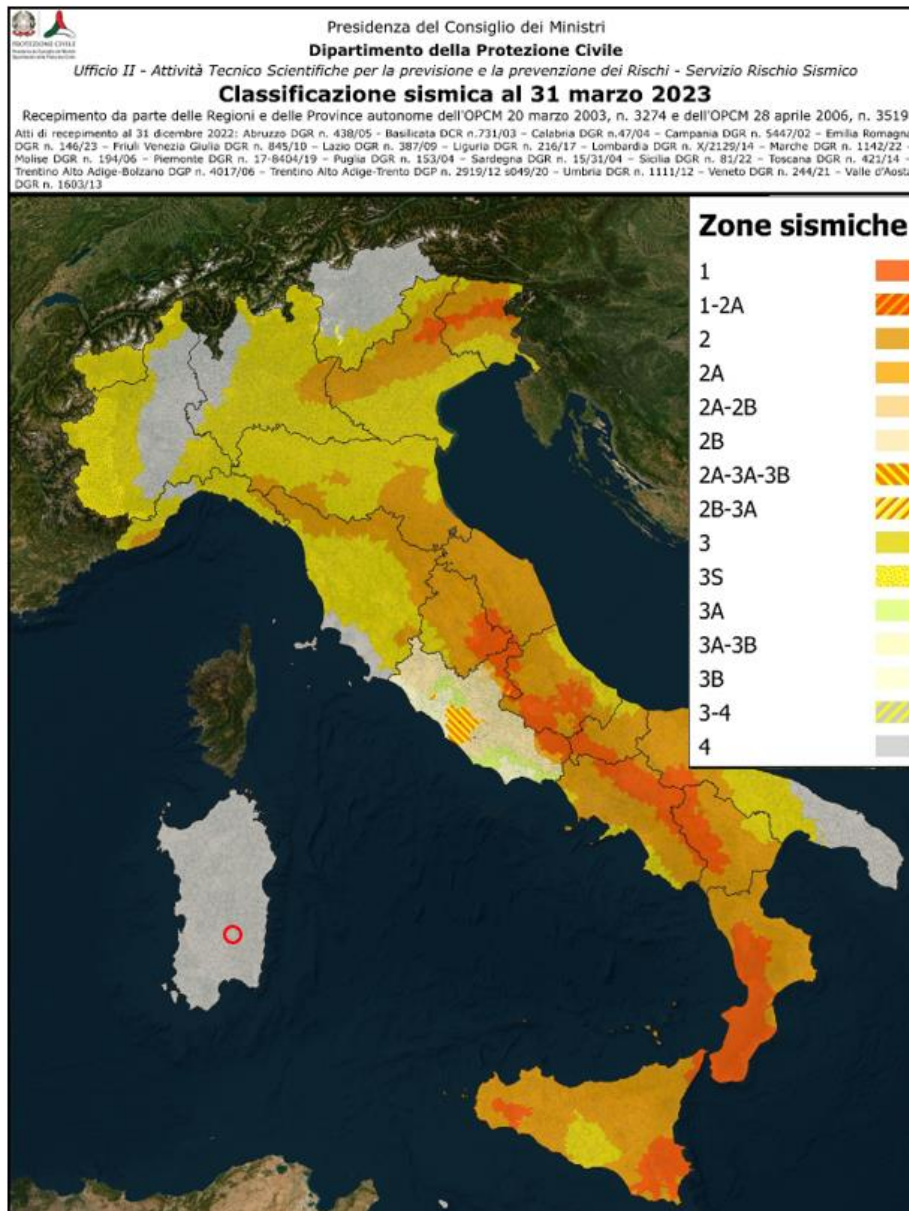 Presidenza del Consiglio dei Ministri
Dipartimento della Protezione Civile
Ufficio II - Attività Tecnico Scientifiche per la previsione e la prevenzione dei Rischi - Servizio Rischio Sismico
Classificazione sismica al 31 marzo 2023
Recepimento da parte delle Regioni e delle Province autonome dell'OPCM 20 marzo 2003, n. 3274 e dell'OPCM 28 aprile 2006, n. 3519
Atti di recepimento al 31 dicembre 2022: Abruzzo DGR n. 438/05 - Basilicata DCR n.731/03 – Calabria DGR n.47/04 – Campania DGR n. 5447/02 – Emilia Romagna
DGR n. 146/23 – Friuli Venezia Giulia DGR n. 845/10 – Lazio DGR n. 387/09 – Liguria DGR n. 216/17 – Lombardia DGR n. X/2129/14 – Marche DGR n. 1142/22 –
Molise DGR n. 194/06 – Piemonte DGR n. 17-8404/19 – Puglia DGR n. 153/04 – Sardegna DGR n. 15/31/04 – Sicilia DGR n. 81/22 – Toscana DGR n. 421/14 –
Trentino Alto Adige-Bolzano DGP n. 4017/06 – Trentino Alto Adige-Trento DGP n. 2919/12 s049/20 – Umbria DGR n. 1111/12 – Veneto DGR n. 244/21 – Valle d'Aosta
DGR n. 1603/13
PROTEZIONE CIVILE
Zone sismiche
1
1-2A
2
2A
2A-2B
2B
2A-3A-3B
2B-3A
3
3S
3A
3A-3B
3B
3-4
4